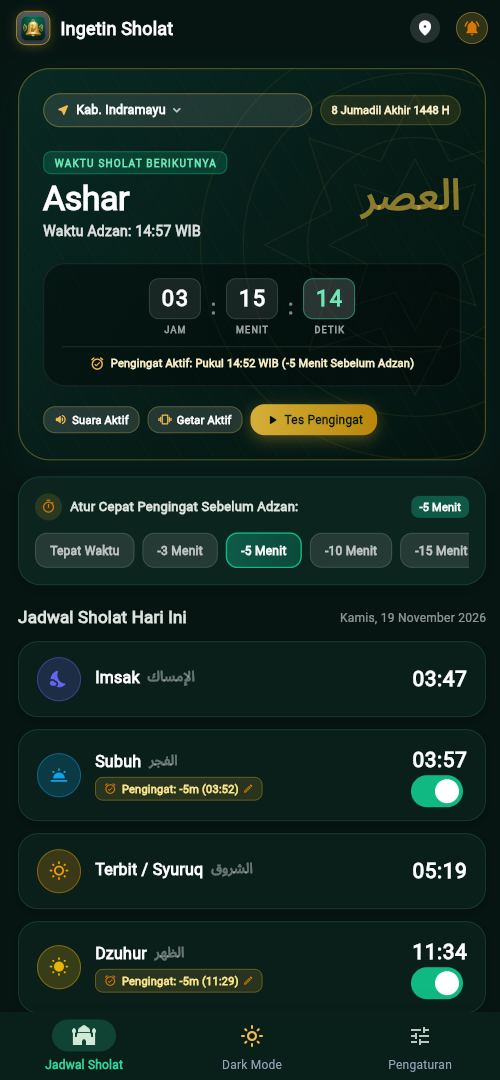 Ingetin Sholat
Kab. Indramayu
8 Jumadil Akhir 1448 H
WAKTU SHOLAT BERIKUTNYA
Ashar
العصر
Waktu Adzan: 14:57 WIB
03 : 15 : 14
JAM MENIT DETIK
Pengingat Aktif: Pukul 14:52 WIB (-5 Menit Sebelum Adzan)
Suara Aktif
Getar Aktif
Tes Pengingat
Atur Cepat Pengingat Sebelum Adzan:
-5 Menit
Tepat Waktu
-3 Menit
-5 Menit
-10 Menit
-15 Menit
Jadwal Sholat Hari Ini
Kamis, 19 November 2026
Imsak الإمساك
03:47
Subuh الفجر
03:57
Pengingat: -5m (03:52)
Terbit / Syuruq الشروق
05:19
Dzuhur الظهر
11:34
Pengingat: -5m (11:29)
Jadwal Sholat
Dark Mode
Pengaturan